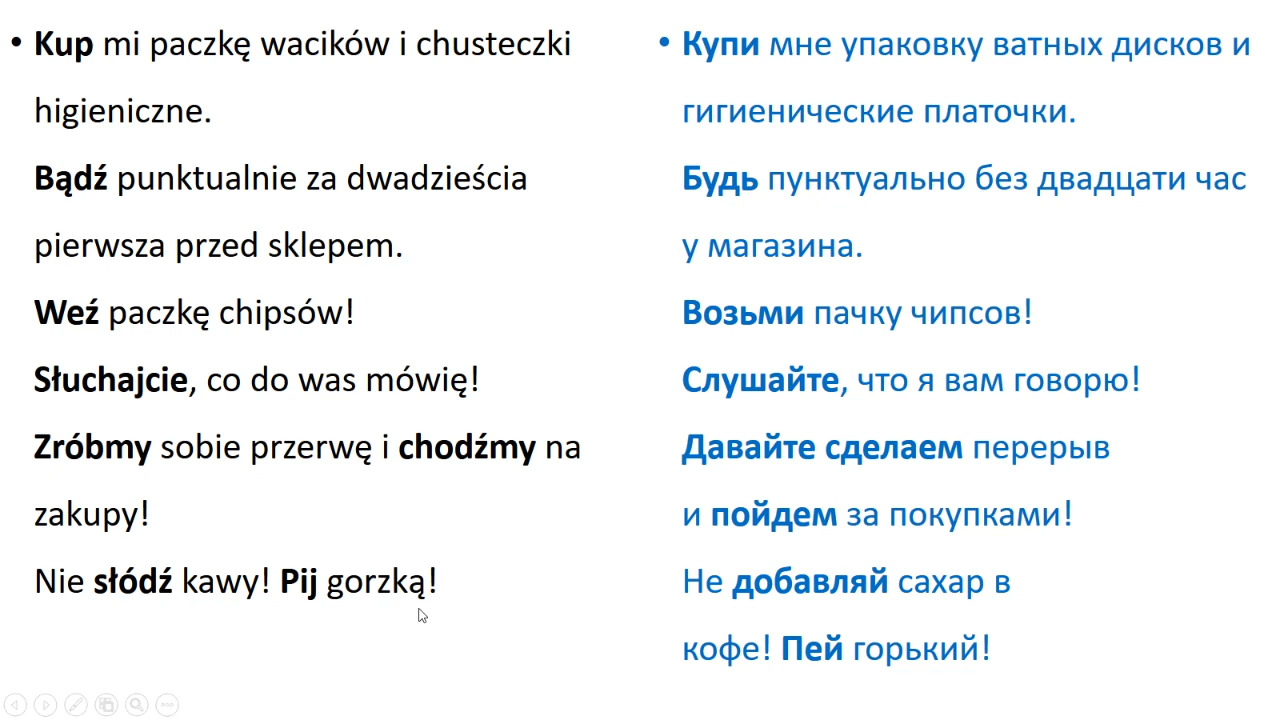 • Kup mi paczkę wacików i chusteczki
higieniczne.
Bądź punktualnie za dwadzieścia
pierwsza przed sklepem.
Weź paczkę chipsów!
Słuchajcie, co do was mówię!
Zróbmy sobie przerwę i chodźmy na
zakupy!
Nie słódź kawy! Pij gorzką!
• Купи мне упаковку ватных дисков и
гигиенические платочки.
Будь пунктуально без двадцати час
у магазина.
Возьми пачку чипсов!
Слушайте, что я вам говорю!
Давайте сделаем перерыв
и пойдем за покупками!
Не добавляй сахар в
кофе! Пей горький!